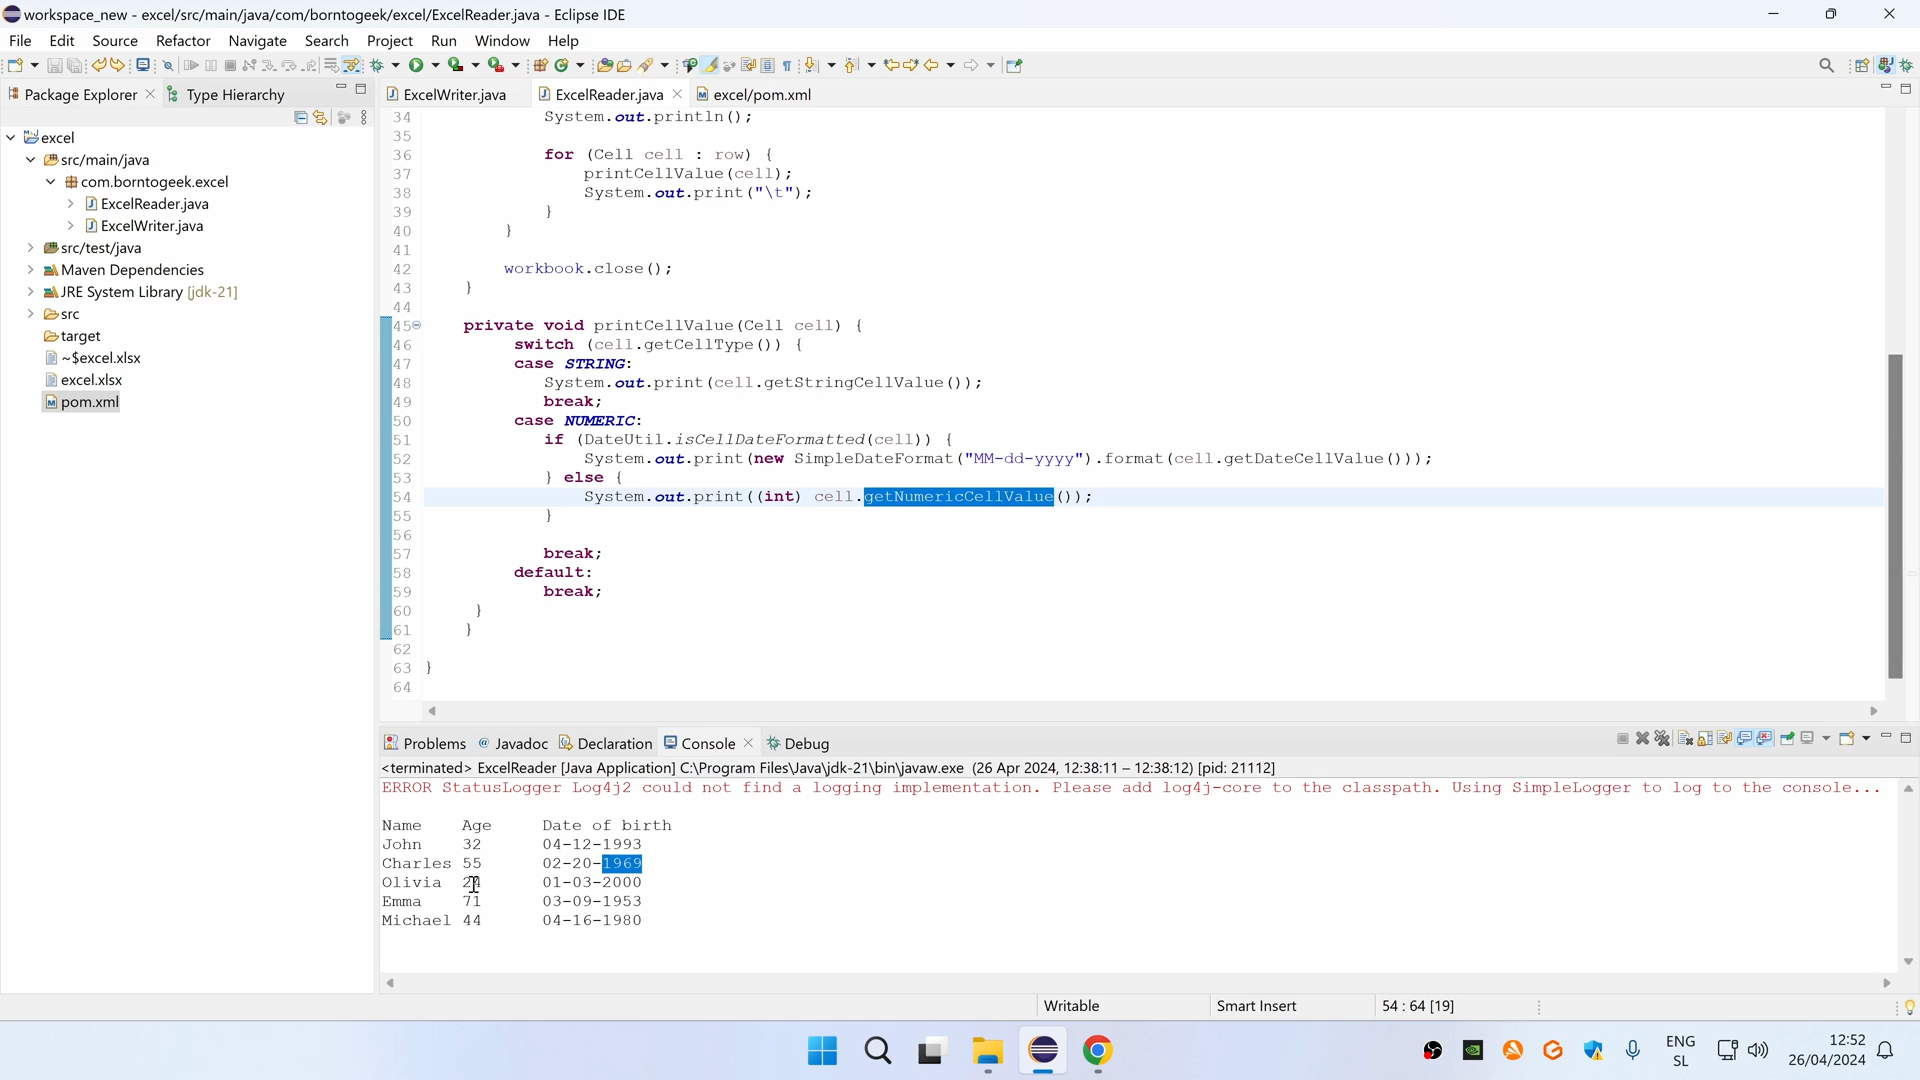 workspace_new - excel/src/main/java/com/borntogeek/excel/ExcelReader.java - Eclipse IDE
File Edit Source Refactor Navigate Search Project Run Window Help
Package Explorer Type Hierarchy
excel
src/main/java
com.borntogeek.excel
ExcelReader.java
ExcelWriter.java
src/test/java
Maven Dependencies
JRE System Library [jdk-21]
src
target
~$excel.xlsx
excel.xlsx
pom.xml
ExcelWriter.java ExcelReader.java excel/pom.xml
34 System.out.println();
35
36 for (Cell cell : row) {
37 printCellValue(cell);
38 System.out.print("\t");
39 }
40 }
41
42 workbook.close();
43 }
44
45 private void printCellValue(Cell cell) {
46 switch (cell.getCellType()) {
47 case STRING:
48 System.out.print(cell.getStringCellValue());
49 break;
50 case NUMERIC:
51 if (DateUtil.isCellDateFormatted(cell)) {
52 System.out.print(new SimpleDateFormat("MM-dd-yyyy").format(cell.getDateCellValue()));
53 } else {
54 System.out.print((int) cell.getNumericCellValue());
55 }
56
57 break;
58 default:
59 break;
60 }
61 }
62
63 }
64
Problems Javadoc Declaration Console Debug
<terminated> ExcelReader [Java Application] C:\Program Files\Java\jdk-21\bin\javaw.exe (26 Apr 2024, 12:38:11 – 12:38:12) [pid: 21112]
ERROR StatusLogger Log4j2 could not find a logging implementation. Please add log4j-core to the classpath. Using SimpleLogger to log to the console...
Name Age Date of birth
John 32 04-12-1993
Charles 55 02-20-1969
Olivia 24 01-03-2000
Emma 71 03-09-1953
Michael 44 04-16-1980
Writable Smart Insert 54 : 64 [19]
ENG
SL
12:52
26/04/2024